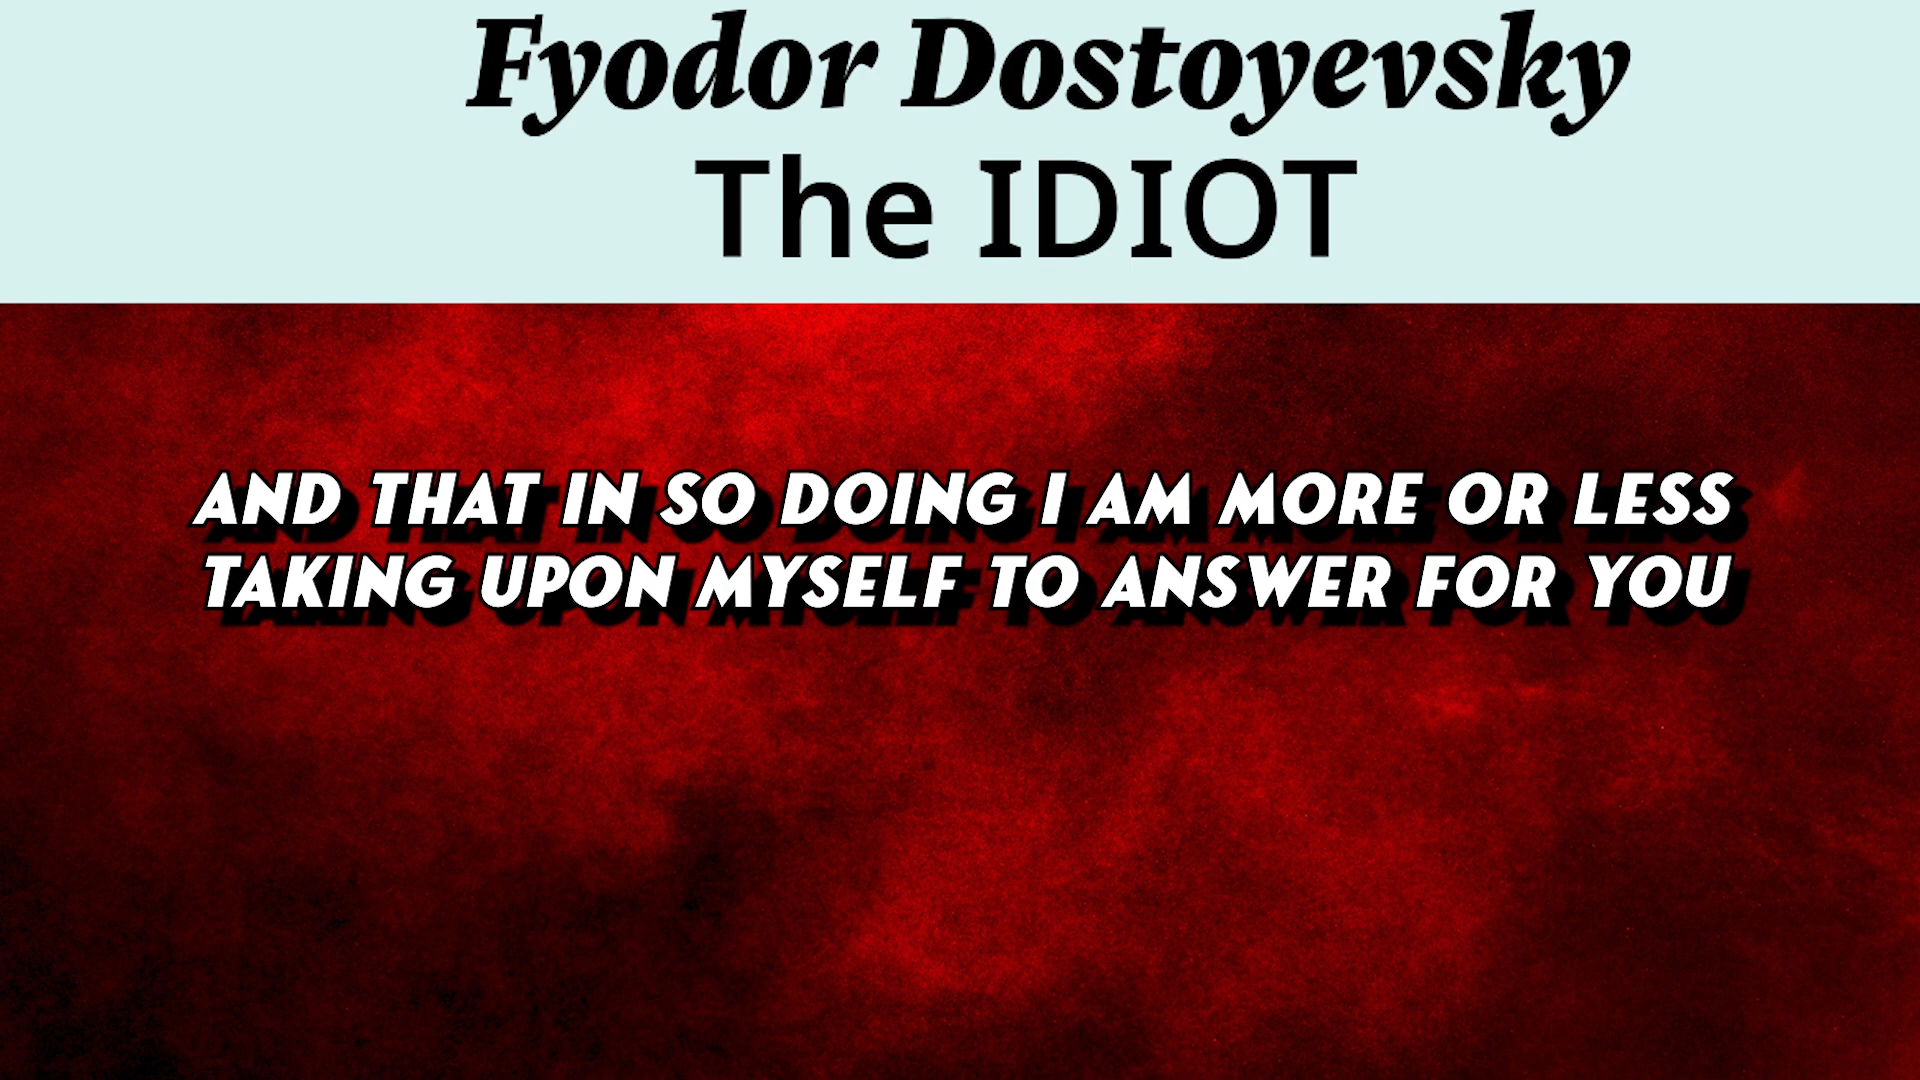 Fyodor Dostoyevsky
The IDIOT
AND THAT IN SO DOING I AM MORE OR LESS
TAKING UPON MYSELF TO ANSWER FOR YOU